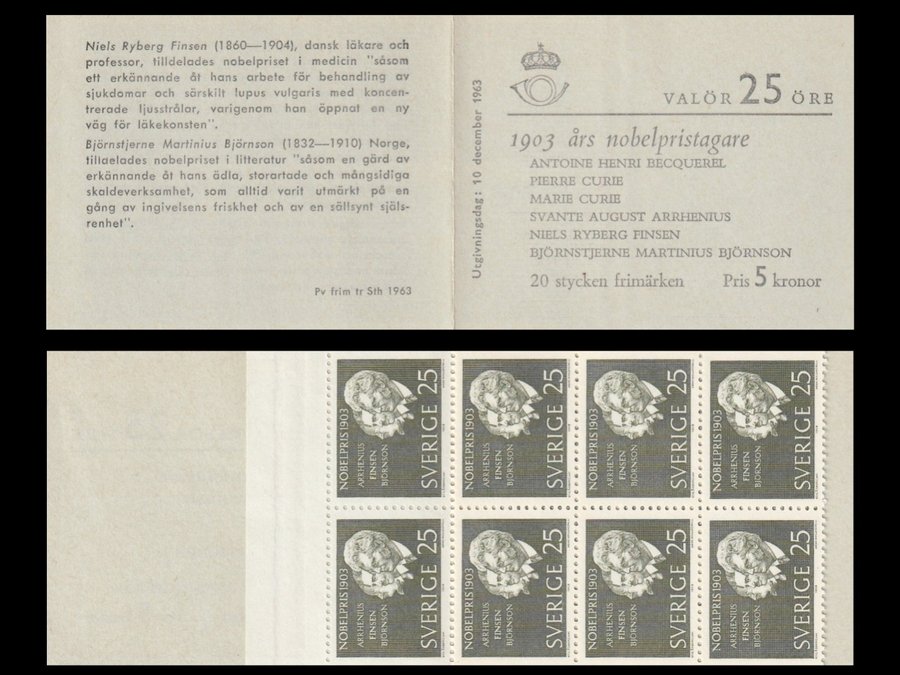 Niels Ryberg Finsen (1860—1904), dansk läkare och
professor, tilldelades nobelpriset i medicin "såsom
ett erkännande åt hans arbete för behandling av
sjukdomar och särskilt lupus vulgaris med koncen-
trerade ljusstrålar, varigenom han öppnat en ny
väg för läkekonsten".
Björnstjerne Martinius Björnson (1832—1910) Norge,
tillaelades nobelpriset i litteratur "såsom en gärd av
erkännande åt hans ädla, storartade och mångsidiga
skaldeverksamhet, som alltid varit utmärkt på en
gång av ingivelsens friskhet och av en sällsynt själs-
renhet".
Pv frim tr Sth 1963
Utgivningsdag: 10 december 1963
VALÖR 25 ÖRE
1903 års nobelpristagare
ANTOINE HENRI BECQUEREL
PIERRE CURIE
MARIE CURIE
SVANTE AUGUST ARRHENIUS
NIELS RYBERG FINSEN
BJÖRNSTJERNE MARTINIUS BJÖRNSON
20 stycken frimärken Pris 5 kronor
NOBELPRIS 1903
ARRHENIUS
FINSEN
BJÖRNSON
SVERIGE 25
NOBELPRIS 1903
ARRHENIUS
FINSEN
BJÖRNSON
SVERIGE 25
NOBELPRIS 1903
ARRHENIUS
FINSEN
BJÖRNSON
SVERIGE 25
NOBELPRIS 1903
ARRHENIUS
FINSEN
BJÖRNSON
SVERIGE 25
NOBELPRIS 1903
ARRHENIUS
FINSEN
BJÖRNSON
SVERIGE 25
NOBELPRIS 1903
ARRHENIUS
FINSEN
BJÖRNSON
SVERIGE 25
NOBELPRIS 1903
ARRHENIUS
FINSEN
BJÖRNSON
SVERIGE 25
NOBELPRIS 1903
ARRHENIUS
FINSEN
BJÖRNSON
SVERIGE 25